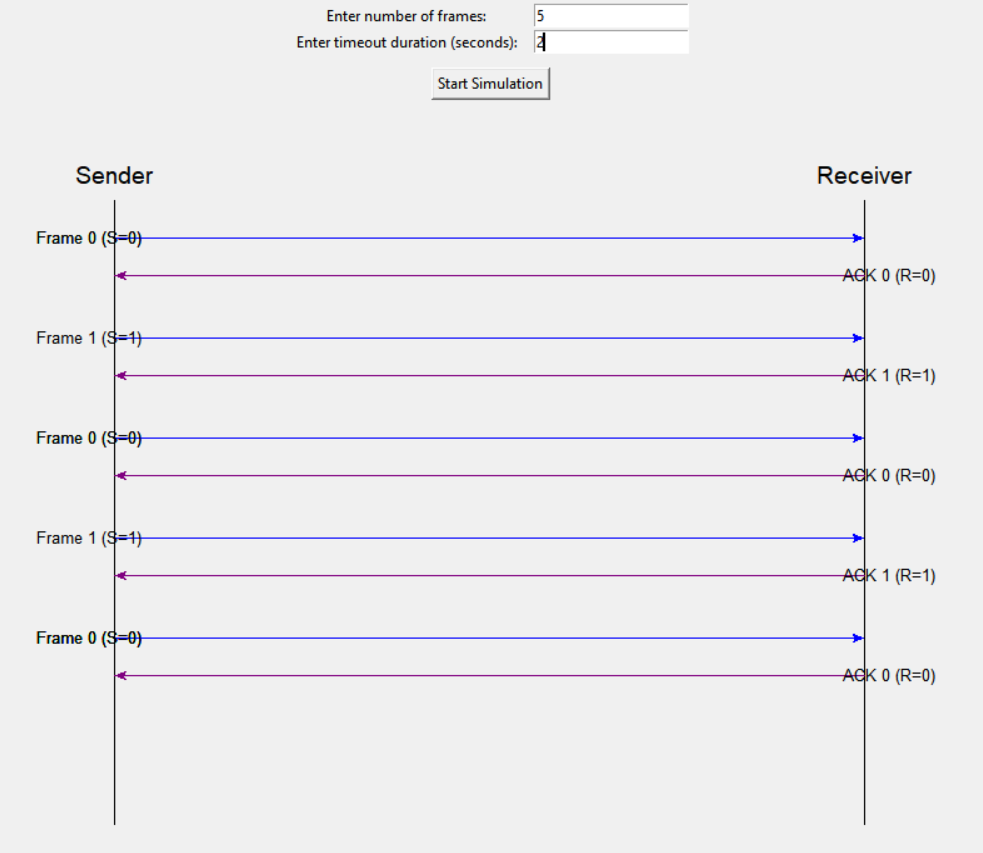 Enter number of frames: 5
Enter timeout duration (seconds): 2
Start Simulation
Sender Receiver
Frame 0 (S=0)
ACK 0 (R=0)
Frame 1 (S=1)
ACK 1 (R=1)
Frame 0 (S=0)
ACK 0 (R=0)
Frame 1 (S=1)
ACK 1 (R=1)
Frame 0 (S=0)
ACK 0 (R=0)